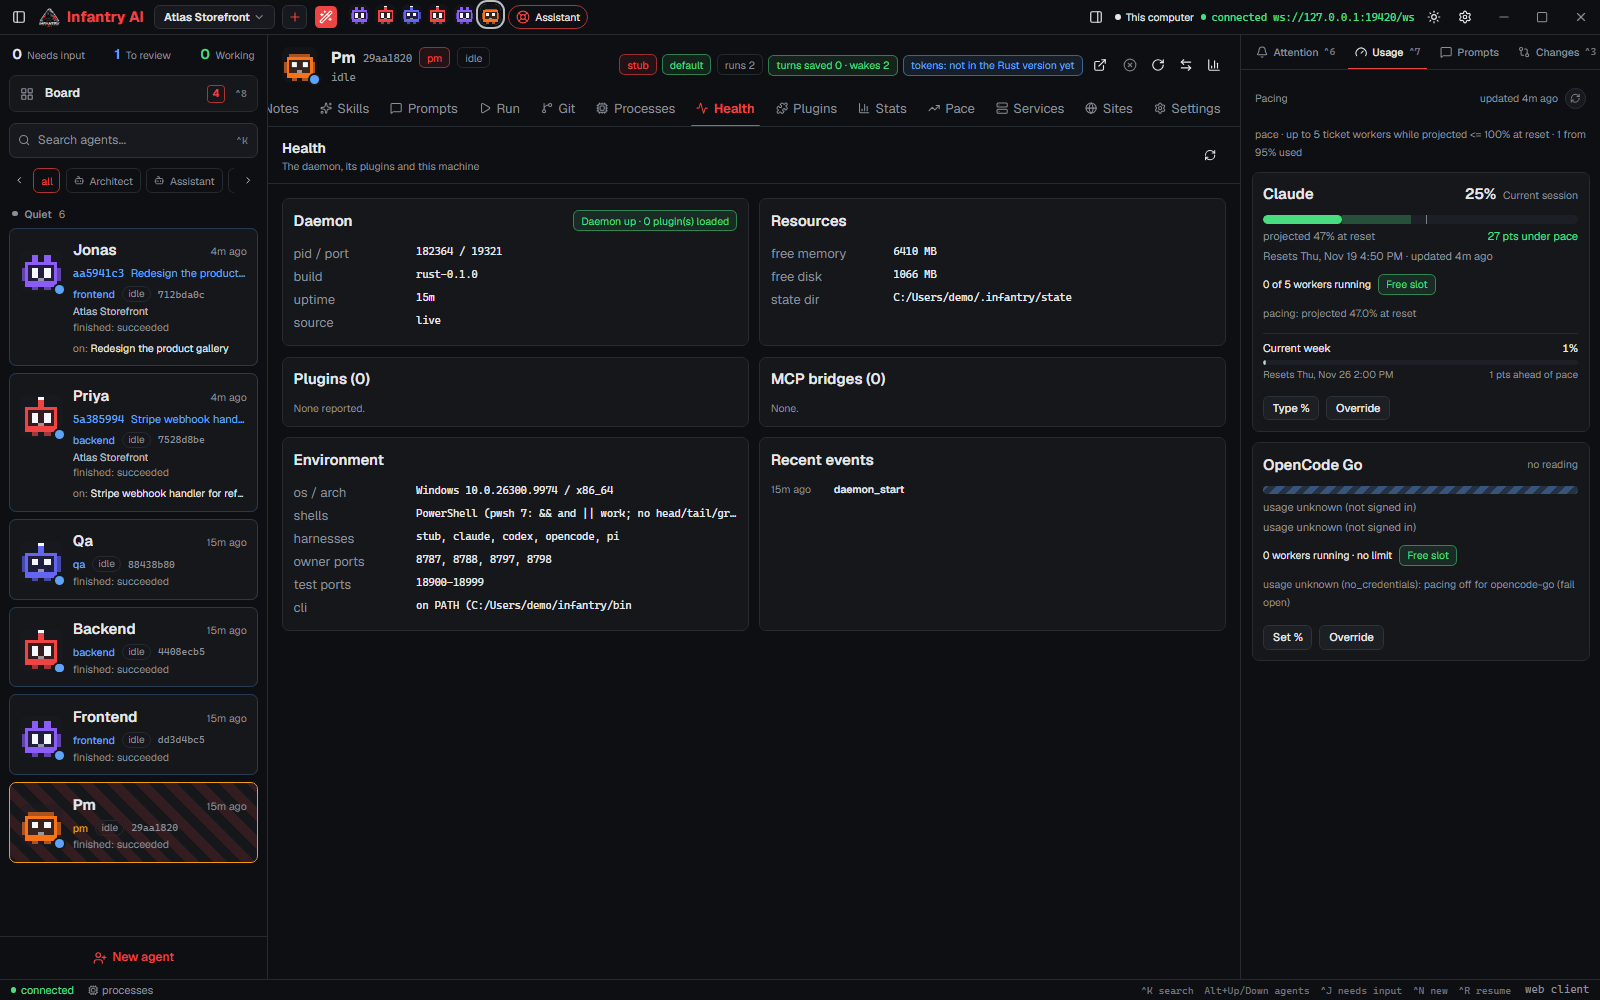 Infantry AI
Atlas Storefront
Assistant
This computer
connected ws://127.0.0.1:19420/ws
0 Needs input
1 To review
0 Working
Board
4
^8
Search agents...
^K
all
Architect
Assistant
Quiet 6
Jonas
4m ago
aa5941c3 Redesign the product...
frontend idle 712bda0c
Atlas Storefront
finished: succeeded
on: Redesign the product gallery
Priya
4m ago
5a385994 Stripe webhook hand...
backend idle 7528d8be
Atlas Storefront
finished: succeeded
on: Stripe webhook handler for ref...
Qa
15m ago
qa idle 88438b80
finished: succeeded
Backend
15m ago
backend idle 4408ecb5
finished: succeeded
Frontend
15m ago
frontend idle dd3d4bc5
finished: succeeded
Pm
15m ago
pm idle 29aa1820
finished: succeeded
New agent
Pm 29aa1820 pm idle
idle
stub
default
runs 2
turns saved 0 · wakes 2
tokens: not in the Rust version yet
Notes
Skills
Prompts
Run
Git
Processes
Health
Plugins
Stats
Pace
Services
Sites
Settings
Health
The daemon, its plugins and this machine
Daemon
Daemon up · 0 plugin(s) loaded
pid / port 182364 / 19321
build rust-0.1.0
uptime 15m
source live
Resources
free memory 6410 MB
free disk 1066 MB
state dir C:/Users/demo/.infantry/state
Plugins (0)
None reported.
MCP bridges (0)
None.
Environment
os / arch Windows 10.0.26300.9974 / x86_64
shells PowerShell (pwsh 7: && and || work; no head/tail/gr...
harnesses stub, claude, codex, opencode, pi
owner ports 8787, 8788, 8797, 8798
test ports 18900-18999
cli on PATH (C:/Users/demo/infantry/bin
Recent events
15m ago daemon_start
Attention ^6
Usage ^7
Prompts
Changes ^3
Pacing
updated 4m ago
pace · up to 5 ticket workers while projected <= 100% at reset · 1 from
95% used
Claude
25% Current session
projected 47% at reset
27 pts under pace
Resets Thu, Nov 19 4:50 PM · updated 4m ago
0 of 5 workers running
Free slot
pacing: projected 47.0% at reset
Current week
1%
Resets Thu, Nov 26 2:00 PM
1 pts ahead of pace
Type %
Override
OpenCode Go
no reading
usage unknown (not signed in)
usage unknown (not signed in)
0 workers running · no limit
Free slot
usage unknown (no_credentials): pacing off for opencode-go (fail
open)
Set %
Override
connected
processes
^K search
Alt+Up/Down agents
^J needs input
^N new
^R resume
web client